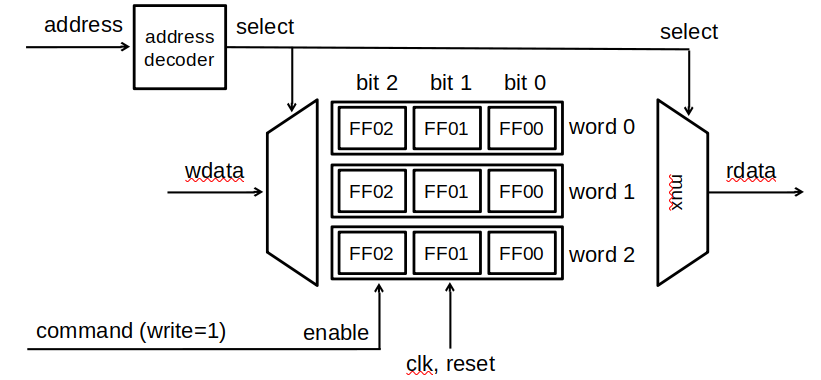 address
address
decoder
select
select
bit 2 bit 1 bit 0
FF02 FF01 FF00 word 0
wdata
FF02 FF01 FF00 word 1
mux
rdata
FF02 FF01 FF00 word 2
command (write=1)
enable
clk, reset